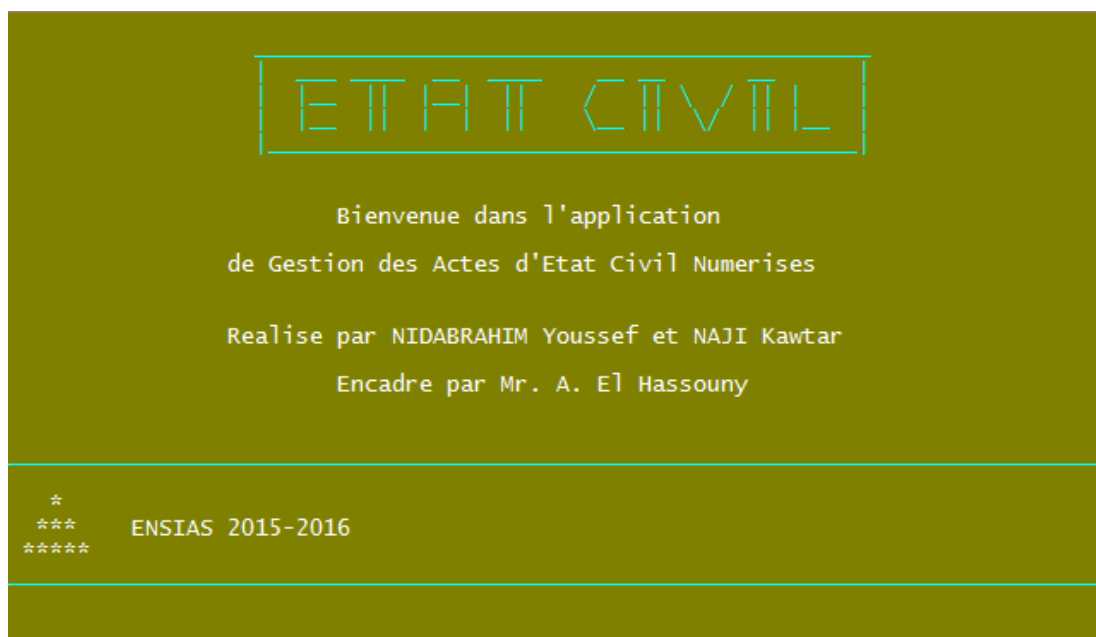 ETAT CIVIL
Bienvenue dans l'application
de Gestion des Actes d'Etat Civil Numerises
Realise par NIDABRAHIM Youssef et NAJI Kawtar
Encadre par Mr. A. El Hassouny
*
***
ENSIAS 2015-2016
*****